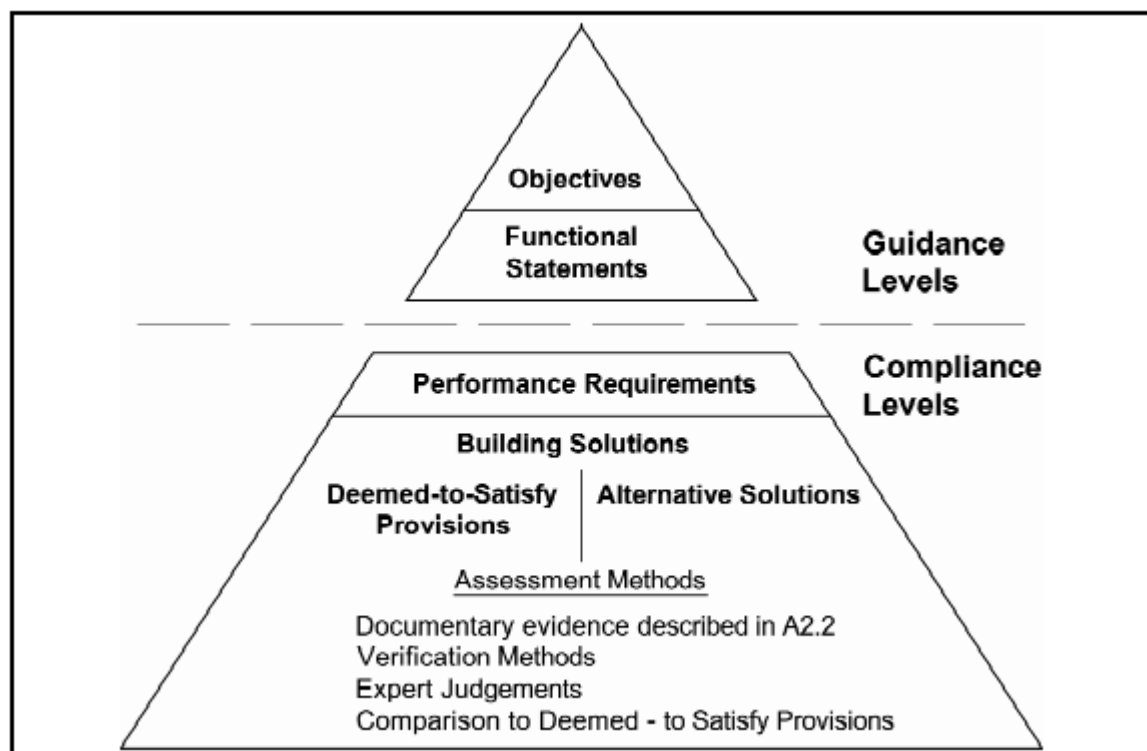 Objectives
Functional
Statements
Guidance
Levels
Performance Requirements
Compliance
Levels
Building Solutions
Deemed-to-Satisfy
Provisions
Alternative Solutions
Assessment Methods
Documentary evidence described in A2.2
Verification Methods
Expert Judgements
Comparison to Deemed - to Satisfy Provisions